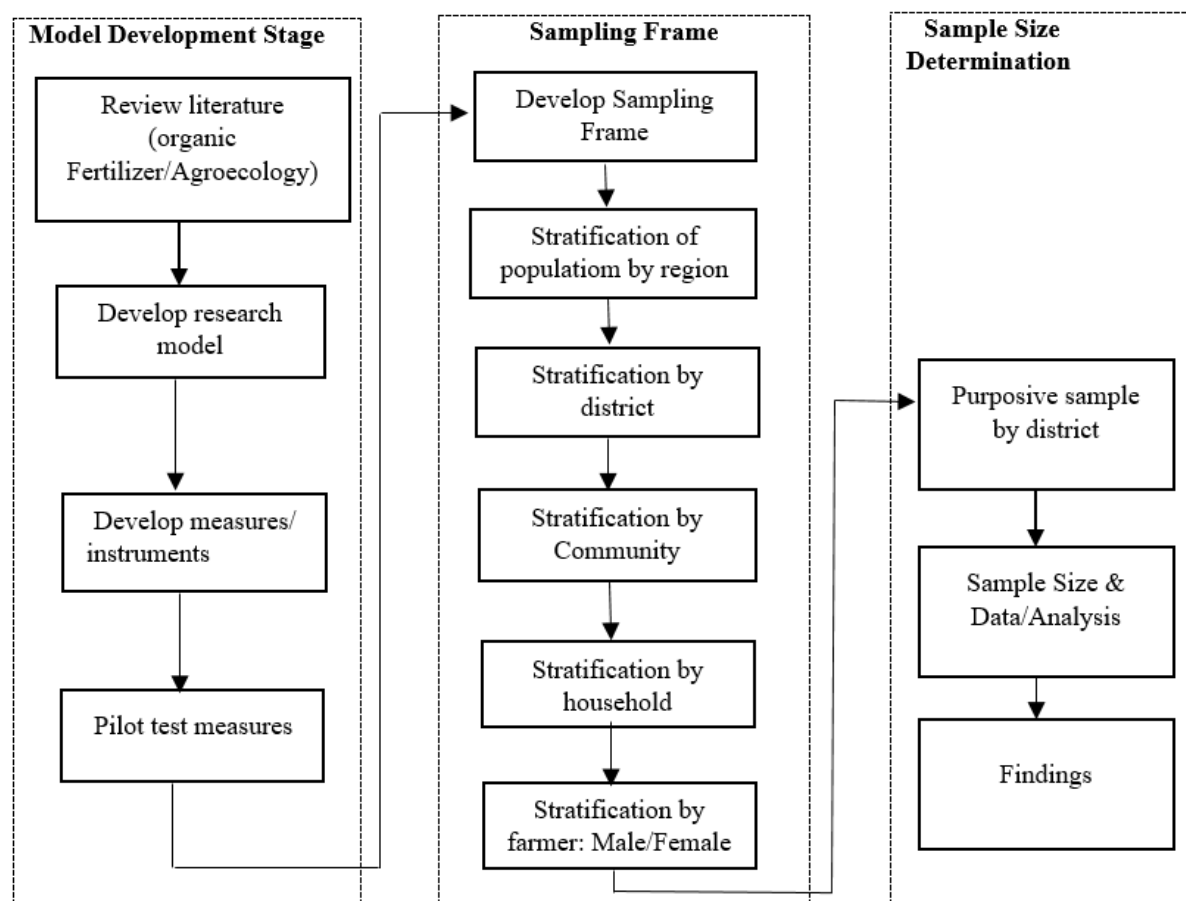 Model Development Stage
Review literature
(organic
Fertilizer/Agroecology)
Develop research
model
Develop measures/
instruments
Pilot test measures
Sampling Frame
Develop Sampling
Frame
Stratification of
populatiom by region
Stratification by
district
Stratification by
Community
Stratification by
household
Stratification by
farmer: Male/Female
Sample Size
Determination
Purposive sample
by district
Sample Size &
Data/Analysis
Findings